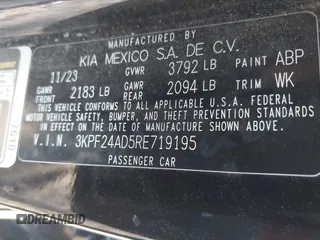 MANUFACTURED BY
KIA MEXICO S.A. DE C.V.
11/23 GVWR 3792 LB PAINT ABP
GAWR FRONT 2183 LB GAWR 2094 LB TRIM WK
THIS VEHICLE CONFORMS TO ALL APPLICABLE U.S.A. FEDERAL
MOTOR VEHICLE SAFETY, BUMPER, AND THEFT PREVENTION
STANDARDS IN EFFECT ON THE DATE OF MANUFACTURE SHOWN ABOVE.
V.I.N. 3KPF24AD5RE719195
PASSENGER CAR
DREAMBID